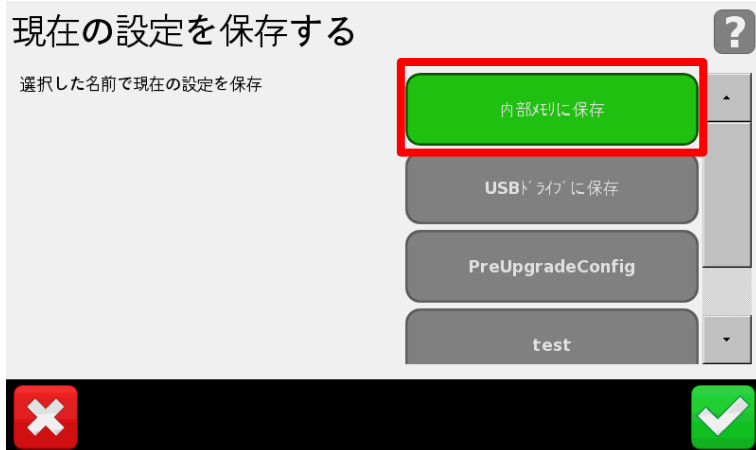 現在の設定を保存する
?
選択した名前で現在の設定を保存
内部ﾒﾓﾘに保存
USBﾄﾞﾗｲﾌﾞに保存
PreUpgradeConfig
test